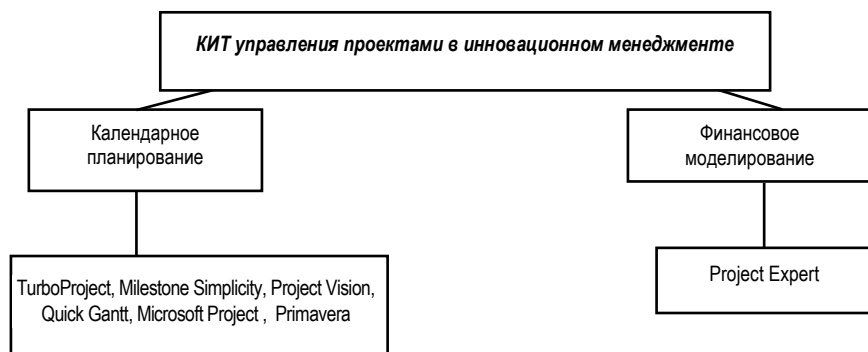 КИТ управления проектами в инновационном менеджменте
Календарное
планирование
Финансовое
моделирование
TurboProject, Milestone Simplicity, Project Vision,
Quick Gantt, Microsoft Project , Primavera
Project Expert